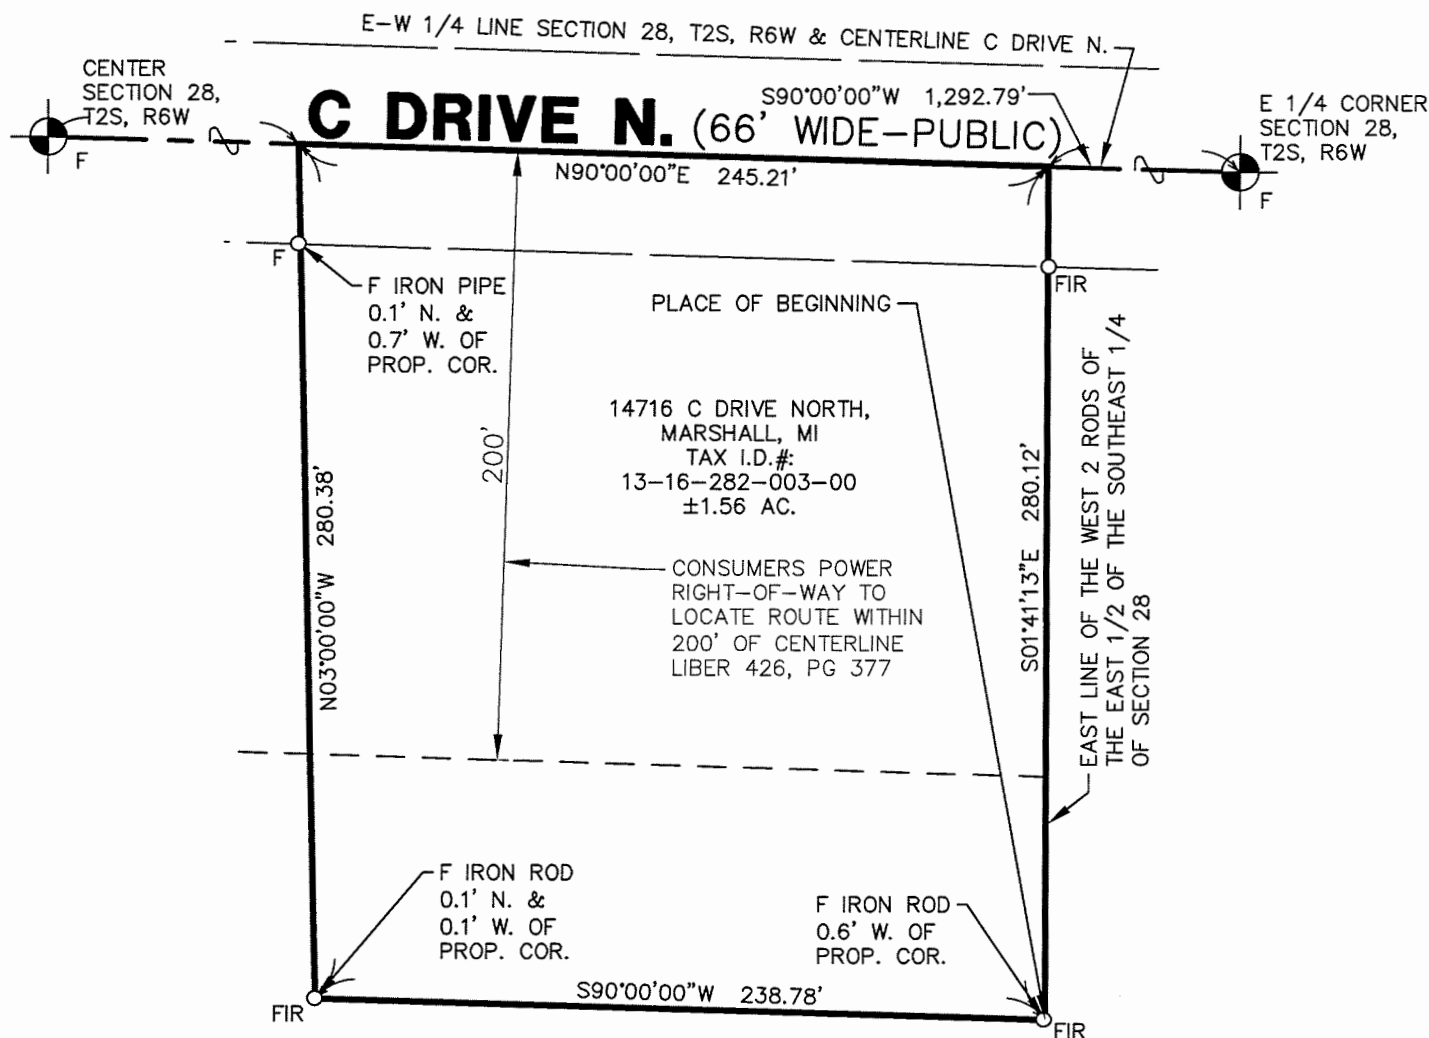 E-W 1/4 LINE SECTION 28, T2S, R6W & CENTERLINE C DRIVE N.
CENTER
SECTION 28,
T2S, R6W
F
C DRIVE N. (66' WIDE-PUBLIC)
S90°00'00"W 1,292.79'
E 1/4 CORNER
SECTION 28,
T2S, R6W
F
N90°00'00"E 245.21'
F
F IRON PIPE
0.1' N. &
0.7' W. OF
PROP. COR.
200'
PLACE OF BEGINNING
FIR
14716 C DRIVE NORTH,
MARSHALL, MI
TAX I.D.#:
13-16-282-003-00
±1.56 AC.
N03°00'00"W 280.38'
S01°41'13"E 280.12'
EAST LINE OF THE WEST 2 RODS OF
THE EAST 1/2 OF THE SOUTHEAST 1/4
OF SECTION 28
CONSUMERS POWER
RIGHT-OF-WAY TO
LOCATE ROUTE WITHIN
200' OF CENTERLINE
LIBER 426, PG 377
F IRON ROD
0.1' N. &
0.1' W. OF
PROP. COR.
F IRON ROD
0.6' W. OF
PROP. COR.
S90°00'00"W 238.78'
FIR
FIR